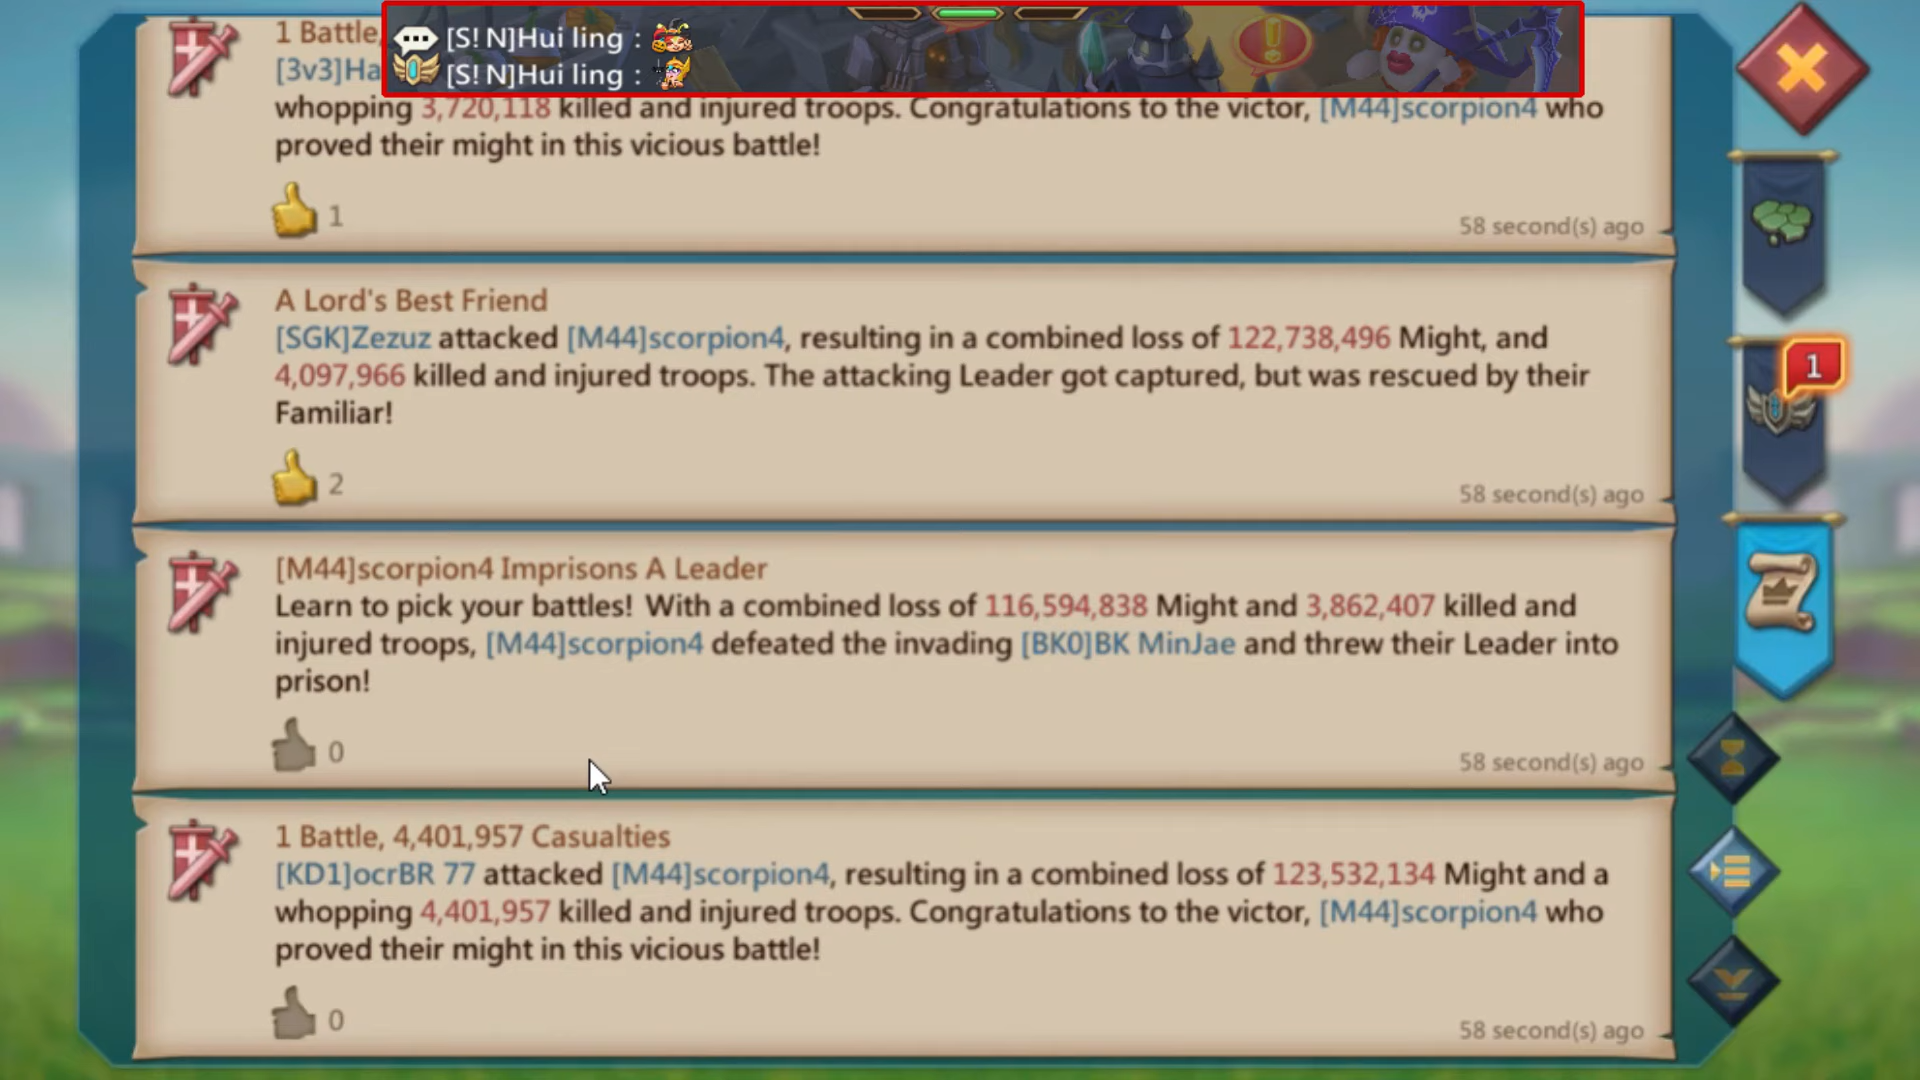 1 Battle,
[S! N]Hui ling :
[3v3]Ha
[S! N]Hui ling :
whopping 3,720,118 killed and injured troops. Congratulations to the victor, [M44]scorpion4 who
proved their might in this vicious battle!
1
58 second(s) ago
A Lord's Best Friend
[SGK]Zezuz attacked [M44]scorpion4, resulting in a combined loss of 122,738,496 Might, and
4,097,966 killed and injured troops. The attacking Leader got captured, but was rescued by their
Familiar!
1
2
58 second(s) ago
[M44]scorpion4 Imprisons A Leader
Learn to pick your battles! With a combined loss of 116,594,838 Might and 3,862,407 killed and
injured troops, [M44]scorpion4 defeated the invading [BK0]BK MinJae and threw their Leader into
prison!
0
58 second(s) ago
1 Battle, 4,401,957 Casualties
[KD1]ocrBR 77 attacked [M44]scorpion4, resulting in a combined loss of 123,532,134 Might and a
whopping 4,401,957 killed and injured troops. Congratulations to the victor, [M44]scorpion4 who
proved their might in this vicious battle!
0
58 second(s) ago